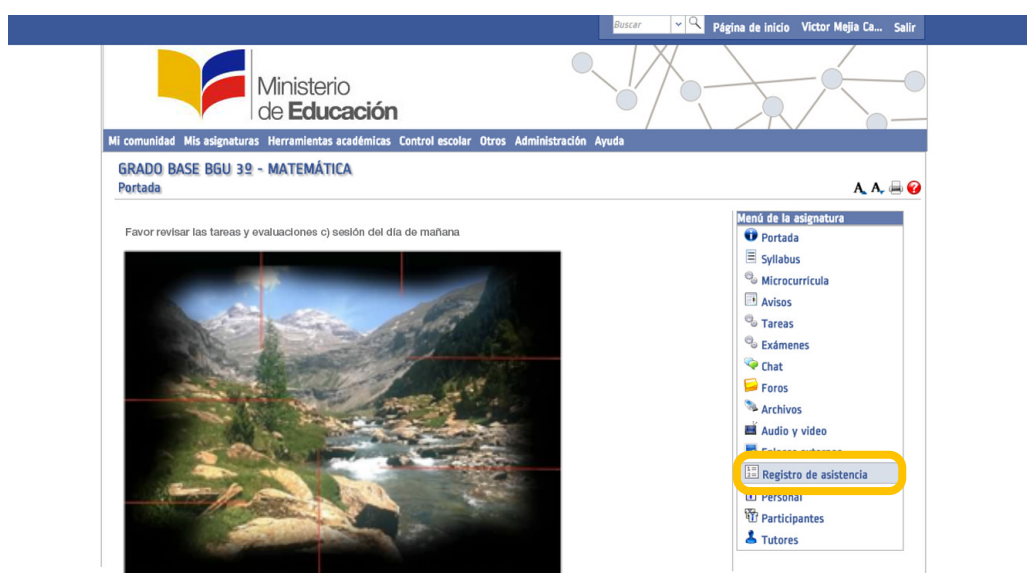 Buscar
Página de inicio Victor Mejia Ca... Salir
Ministerio
de Educación
Mi comunidad Mis asignaturas Herramientas académicas Control escolar Otros Administración Ayuda
GRADO BASE BGU 3º - MATEMÁTICA
Portada
A A
Favor revisar las tareas y evaluaciones c) sesión del día de mañana
Menú de la asignatura
Portada
Syllabus
Microcurrícula
Avisos
Tareas
Exámenes
Chat
Foros
Archivos
Audio y video
Registro de asistencia
Personal
Participantes
Tutores